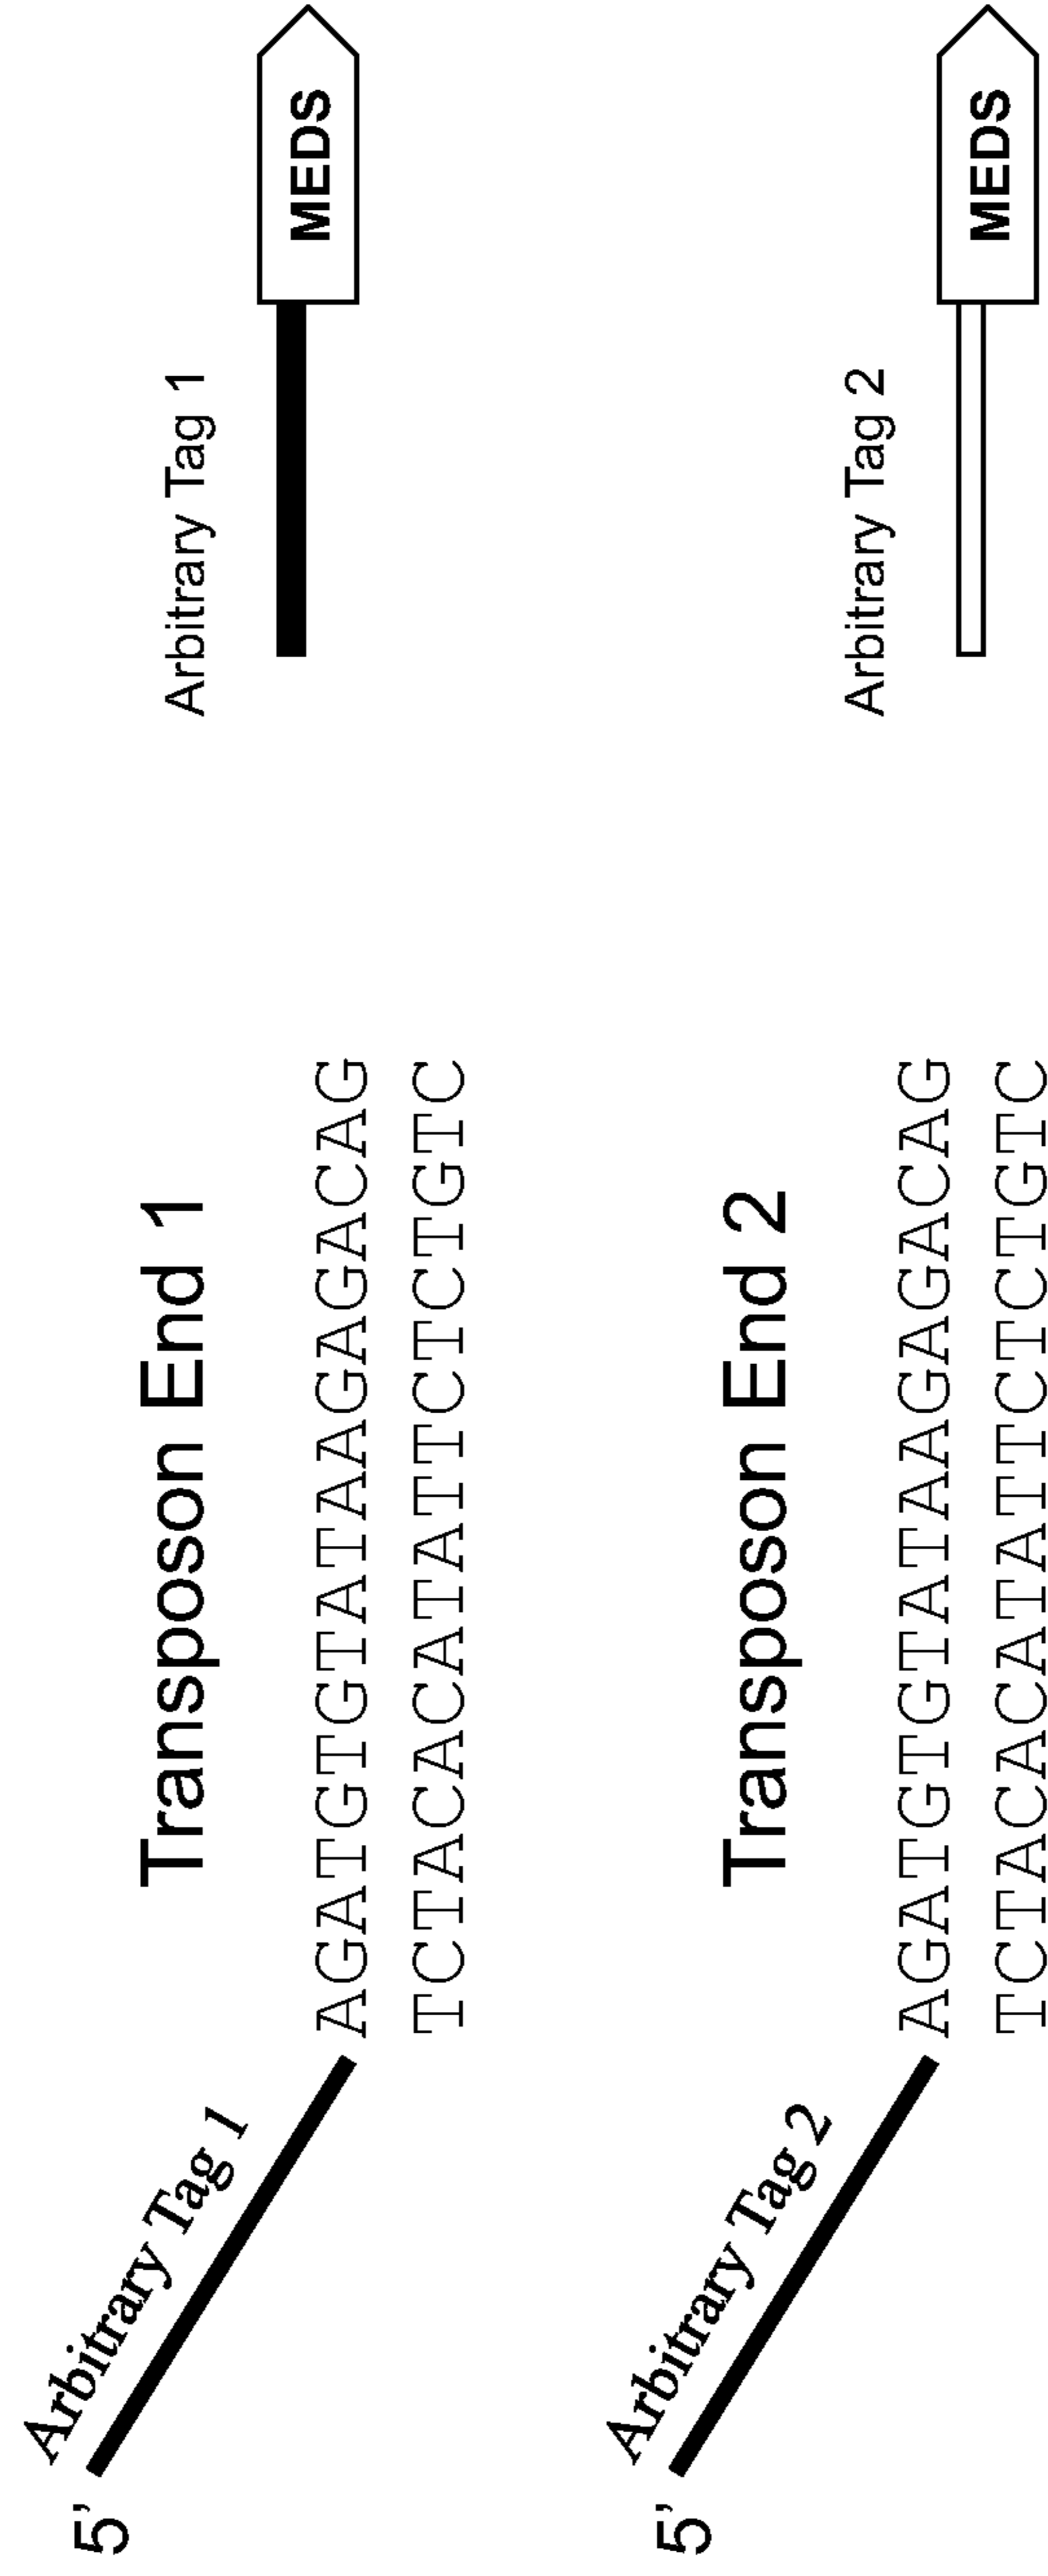 Transposon End 1
Arbitrary Tag 1
5’
AGATGTGTATAAGAGACAG
TCTACACATATTCTCTGTC
Arbitrary Tag 1
MEDS
Transposon End 2
Arbitrary Tag 2
5’
AGATGTGTATAAGAGACAG
TCTACACATATTCTCTGTC
Arbitrary Tag 2
MEDS